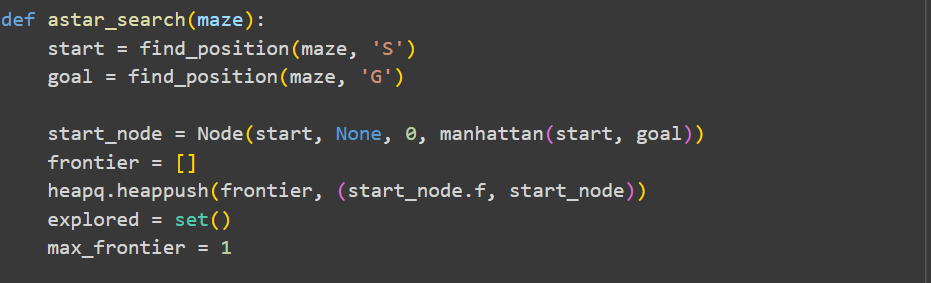 def astar_search(maze):
    start = find_position(maze, 'S')
    goal = find_position(maze, 'G')

    start_node = Node(start, None, 0, manhattan(start, goal))
    frontier = []
    heapq.heappush(frontier, (start_node.f, start_node))
    explored = set()
    max_frontier = 1